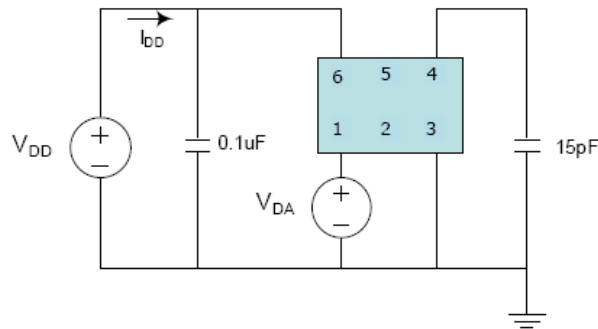 IDD
6 5 4
1 2 3
VDD
+
−
0.1uF
15pF
VDA
+
−